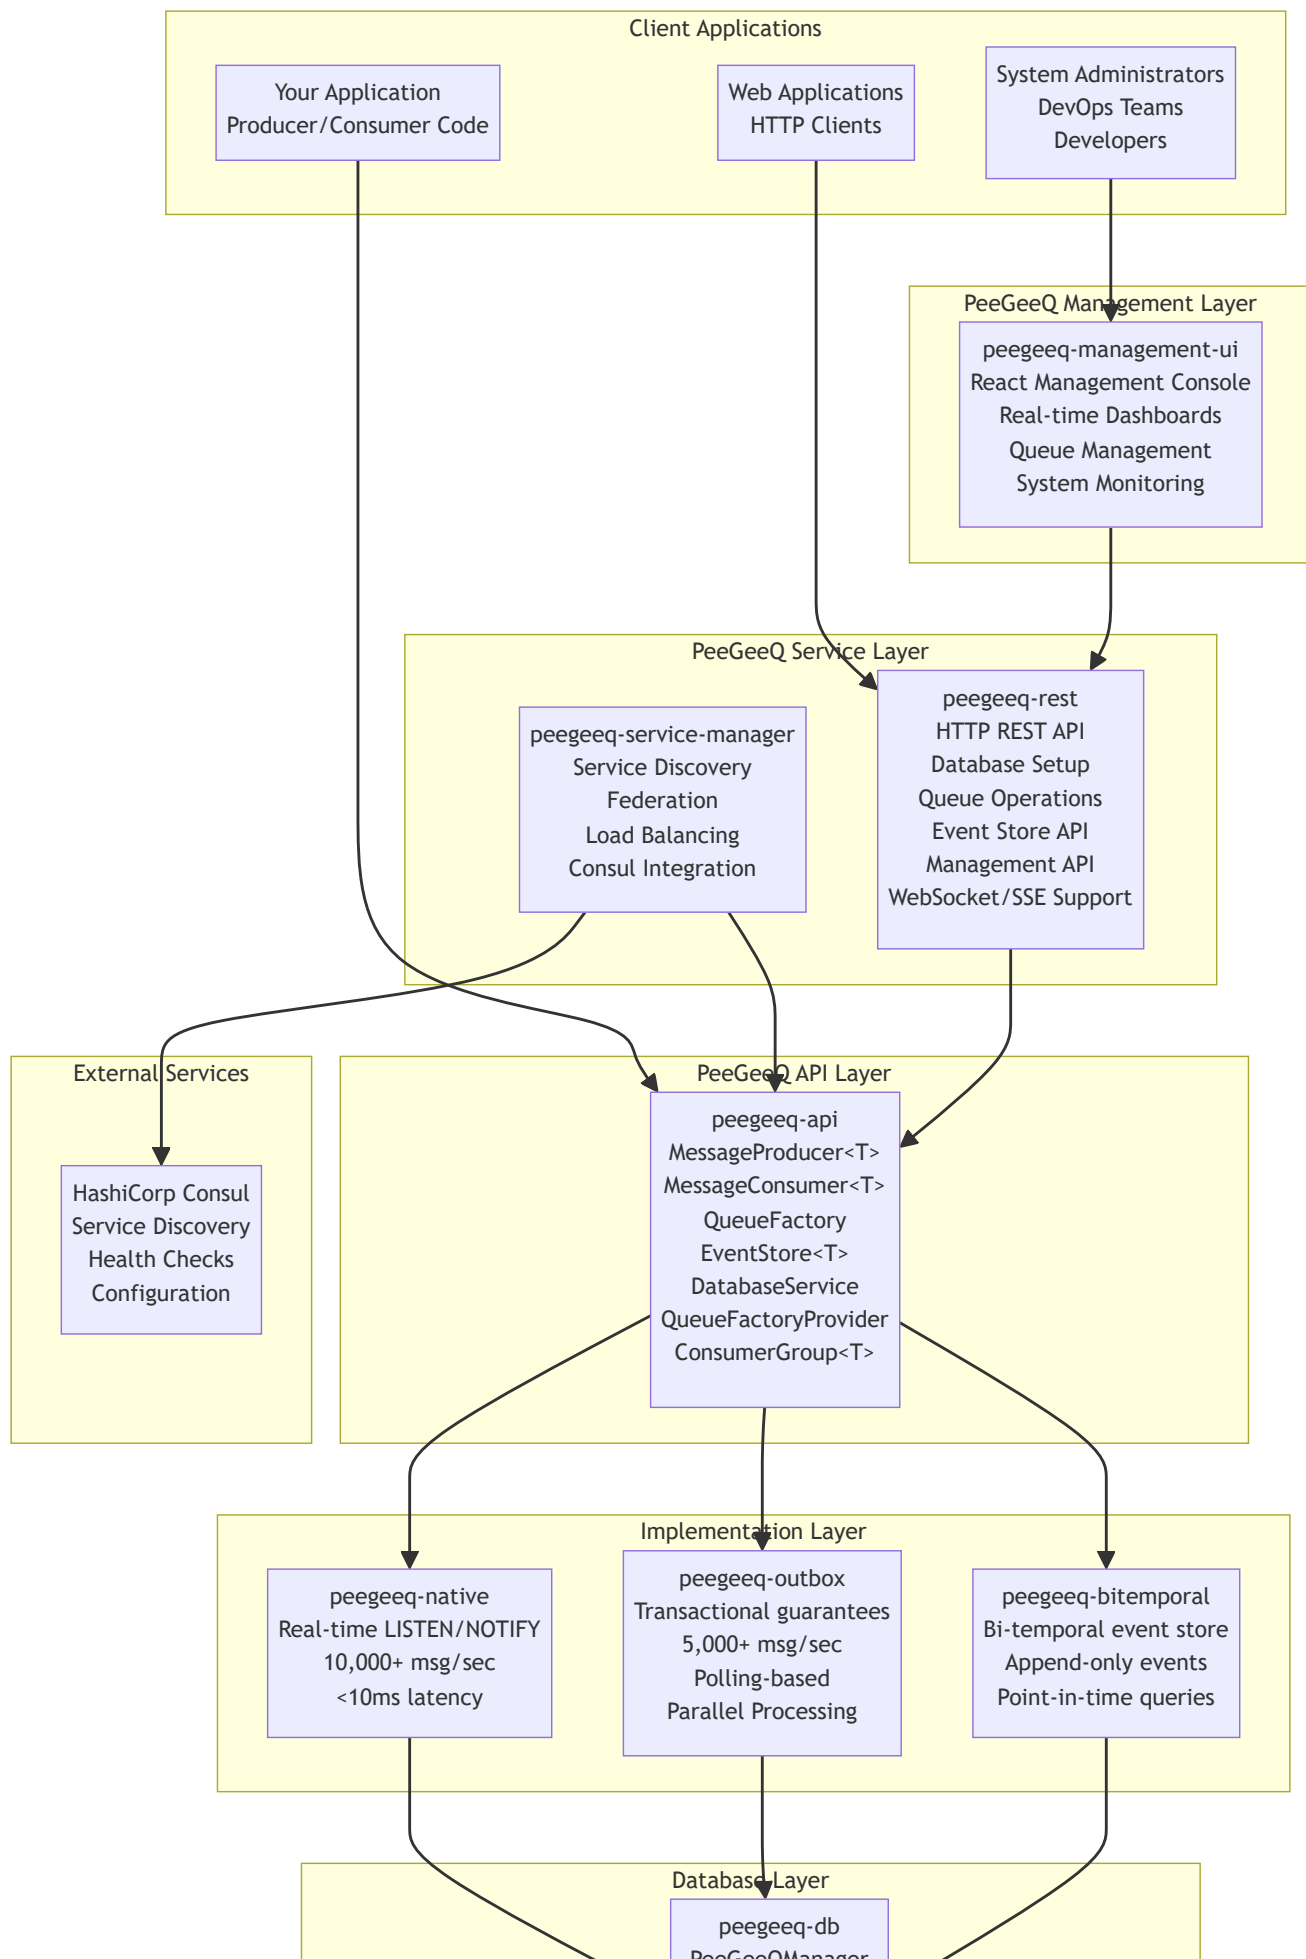 Client Applications
Your Application
Producer/Consumer Code
Web Applications
HTTP Clients
System Administrators
DevOps Teams
Developers
PeeGeeQ Management Layer
peegeeq-management-ui
React Management Console
Real-time Dashboards
Queue Management
System Monitoring
PeeGeeQ Service Layer
peegeeq-service-manager
Service Discovery
Federation
Load Balancing
Consul Integration
peegeeq-rest
HTTP REST API
Database Setup
Queue Operations
Event Store API
Management API
WebSocket/SSE Support
External Services
HashiCorp Consul
Service Discovery
Health Checks
Configuration
PeeGeeQ API Layer
peegeeq-api
MessageProducer<T>
MessageConsumer<T>
QueueFactory
EventStore<T>
DatabaseService
QueueFactoryProvider
ConsumerGroup<T>
Implementation Layer
peegeeq-native
Real-time LISTEN/NOTIFY
10,000+ msg/sec
<10ms latency
peegeeq-outbox
Transactional guarantees
5,000+ msg/sec
Polling-based
Parallel Processing
peegeeq-bitemporal
Bi-temporal event store
Append-only events
Point-in-time queries
Database Layer
peegeeq-db
PeeGeeQManager